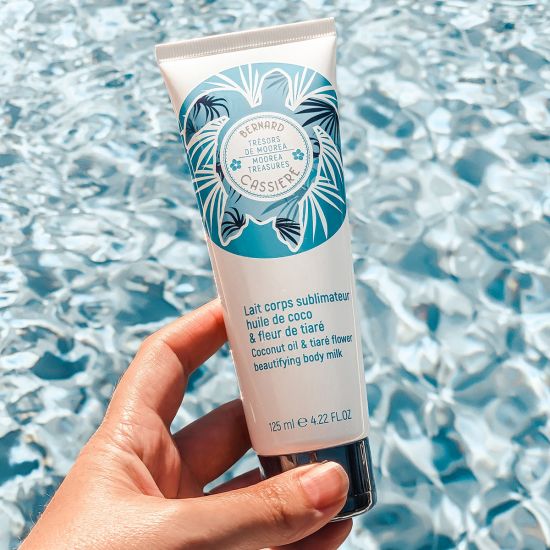 BERNARD
TRÉSORS
DE MOOREA
MOOREA
TREASURES
CASSIÈRE
Lait corps sublimateur
huile de coco
& fleur de tiaré
Coconut oil & tiaré flower
beautifying body milk
125 ml e 4.22 FL.OZ